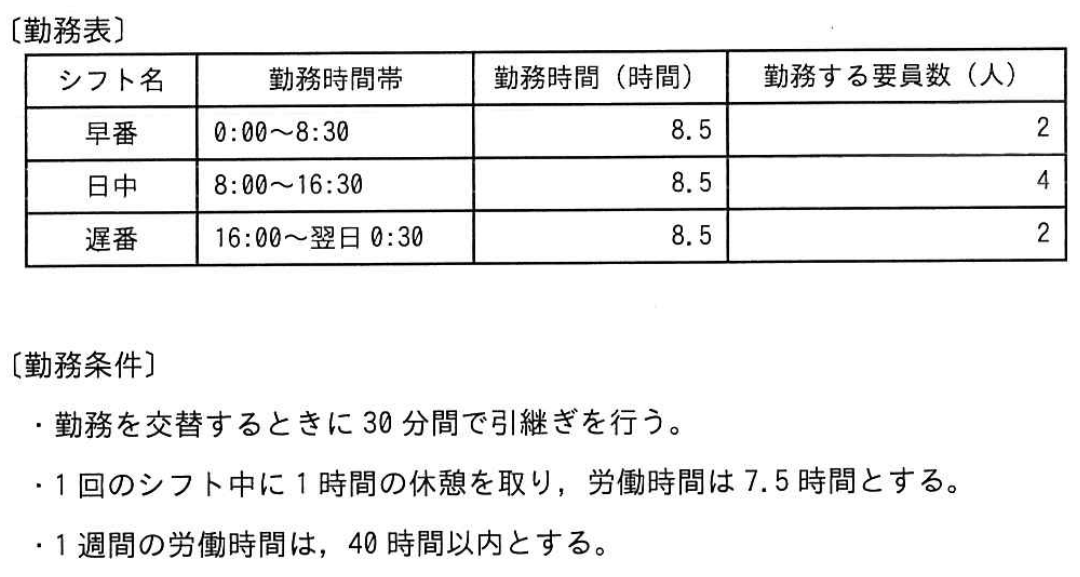 〔勤務表〕
シフト名 勤務時間帯 勤務時間（時間） 勤務する要員数（人）
早番 0:00～8:30 8.5 2
日中 8:00～16:30 8.5 4
遅番 16:00～翌日 0:30 8.5 2
〔勤務条件〕
・勤務を交替するときに 30 分間で引継ぎを行う。
・1 回のシフト中に 1 時間の休憩を取り，労働時間は 7.5 時間とする。
・1 週間の労働時間は，40 時間以内とする。